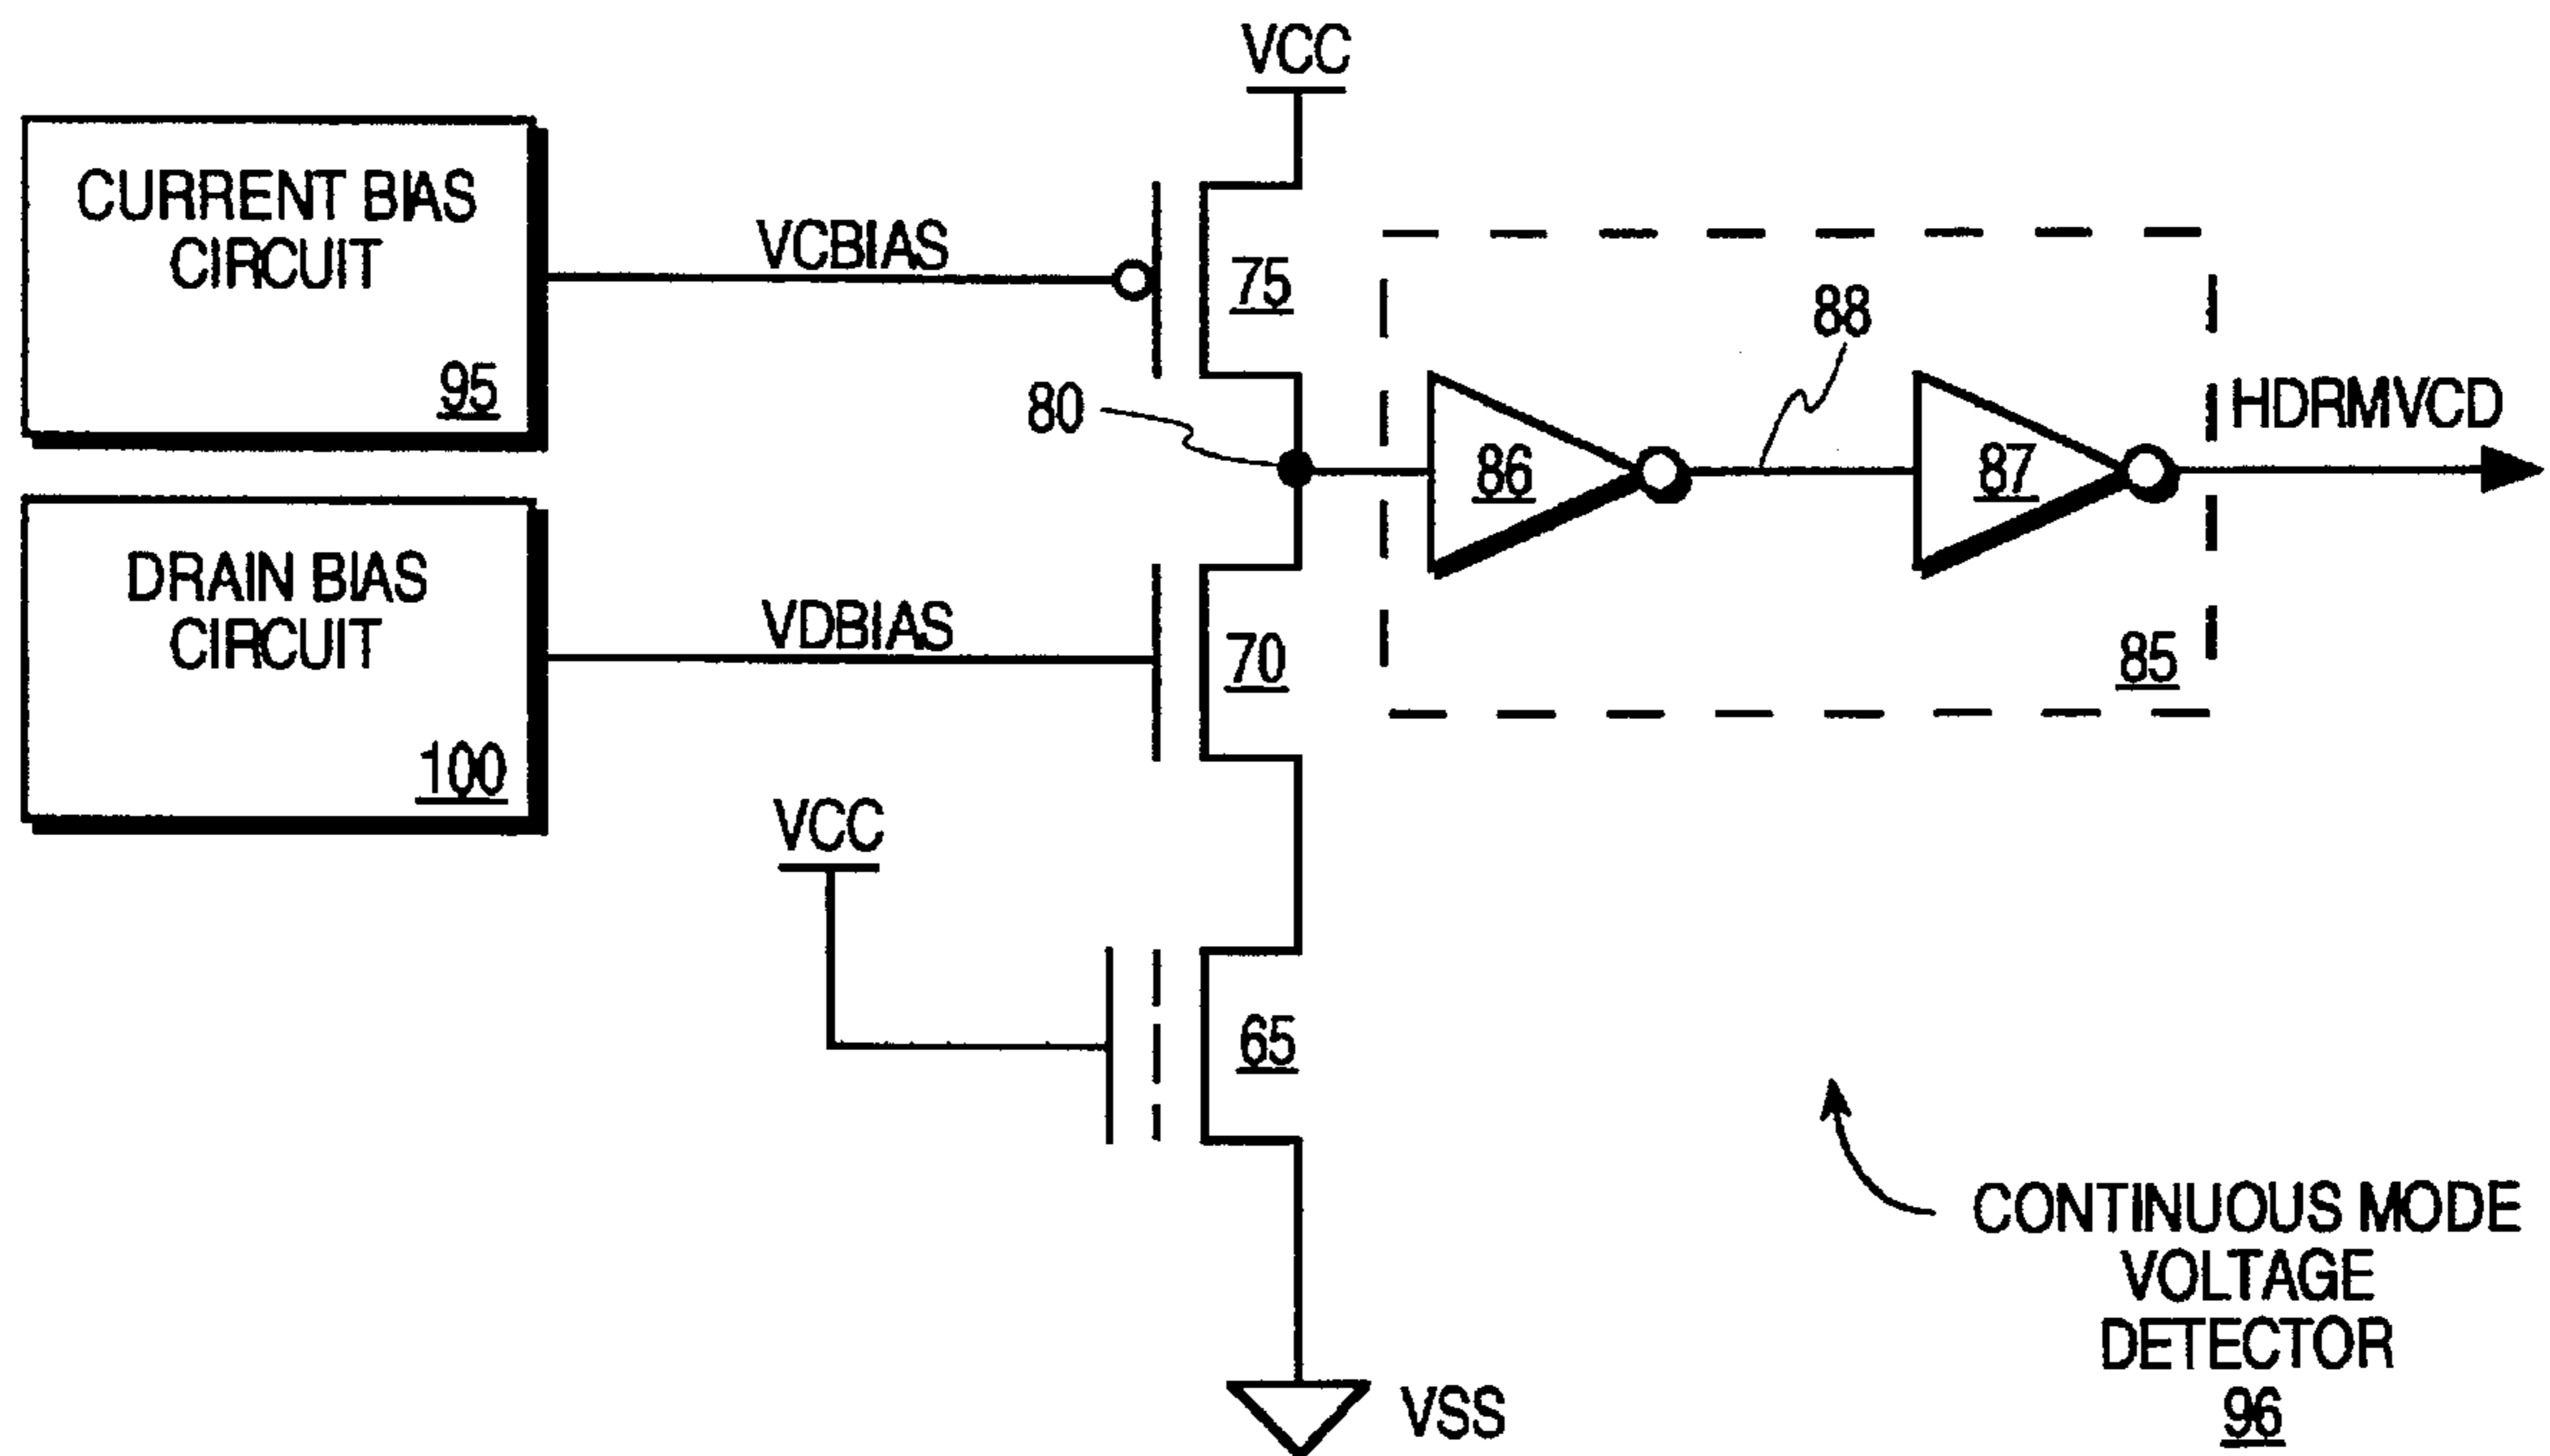 VCC
CURRENT BIAS
CIRCUIT
95
VCBIAS
75
80
88
86
87
HDRMVCD
85
DRAIN BIAS
CIRCUIT
100
VDBIAS
70
VCC
65
VSS
CONTINUOUS MODE
VOLTAGE
DETECTOR
96